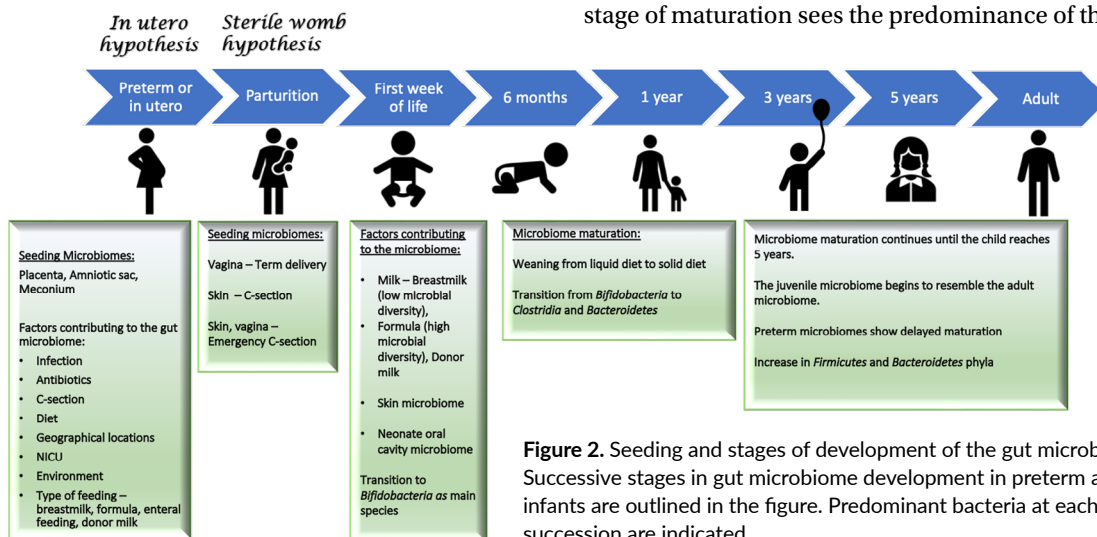 stage of maturation sees the predominance of th
In utero
hypothesis
Sterile womb
hypothesis
Preterm or
in utero
Parturition
First week
of life
6 months
1 year
3 years
5 years
Adult
Seeding Microbiomes:
Placenta, Amniotic sac,
Meconium
Factors contributing to the gut
microbiome:
• Infection
• Antibiotics
• C-section
• Diet
• Geographical locations
• NICU
• Environment
• Type of feeding –
breastmilk, formula, enteral
feeding, donor milk
Seeding microbiomes:
Vagina – Term delivery
Skin – C-section
Skin, vagina –
Emergency C-section
Factors contributing
to the microbiome:
• Milk – Breastmilk
(low microbial
diversity),
• Formula (high
microbial
diversity), Donor
milk
• Skin microbiome
• Neonate oral
cavity microbiome
Transition to
Bifidobacteria as main
species
Microbiome maturation:
Weaning from liquid diet to solid diet
Transition from Bifidobacteria to
Clostridia and Bacteroidetes
Microbiome maturation continues until the child reaches
5 years.
The juvenile microbiome begins to resemble the adult
microbiome.
Preterm microbiomes show delayed maturation
Increase in Firmicutes and Bacteroidetes phyla
Figure 2. Seeding and stages of development of the gut microb
Successive stages in gut microbiome development in preterm a
infants are outlined in the figure. Predominant bacteria at each
succession are indicated